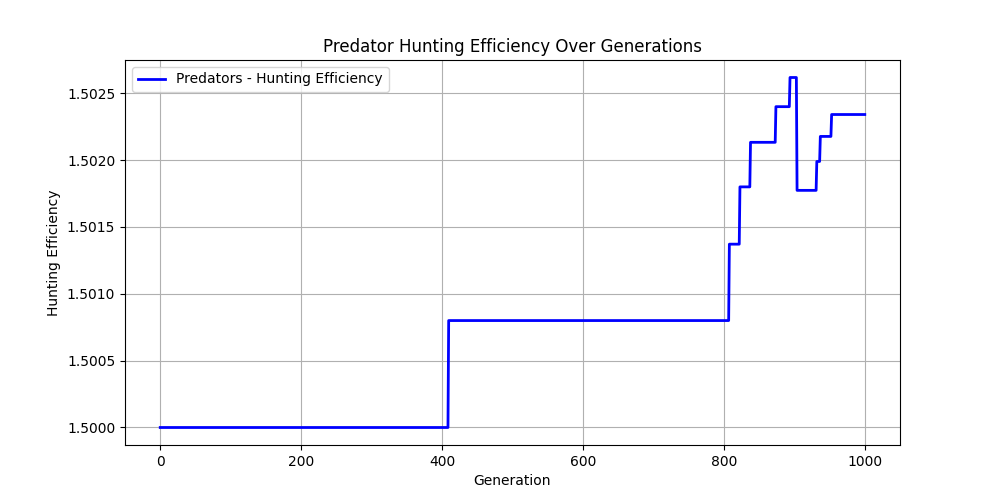 Predator Hunting Efficiency Over Generations
Predators - Hunting Efficiency
1.5025
1.5020
1.5015
1.5010
1.5005
1.5000
Hunting Efficiency
0 200 400 600 800 1000
Generation